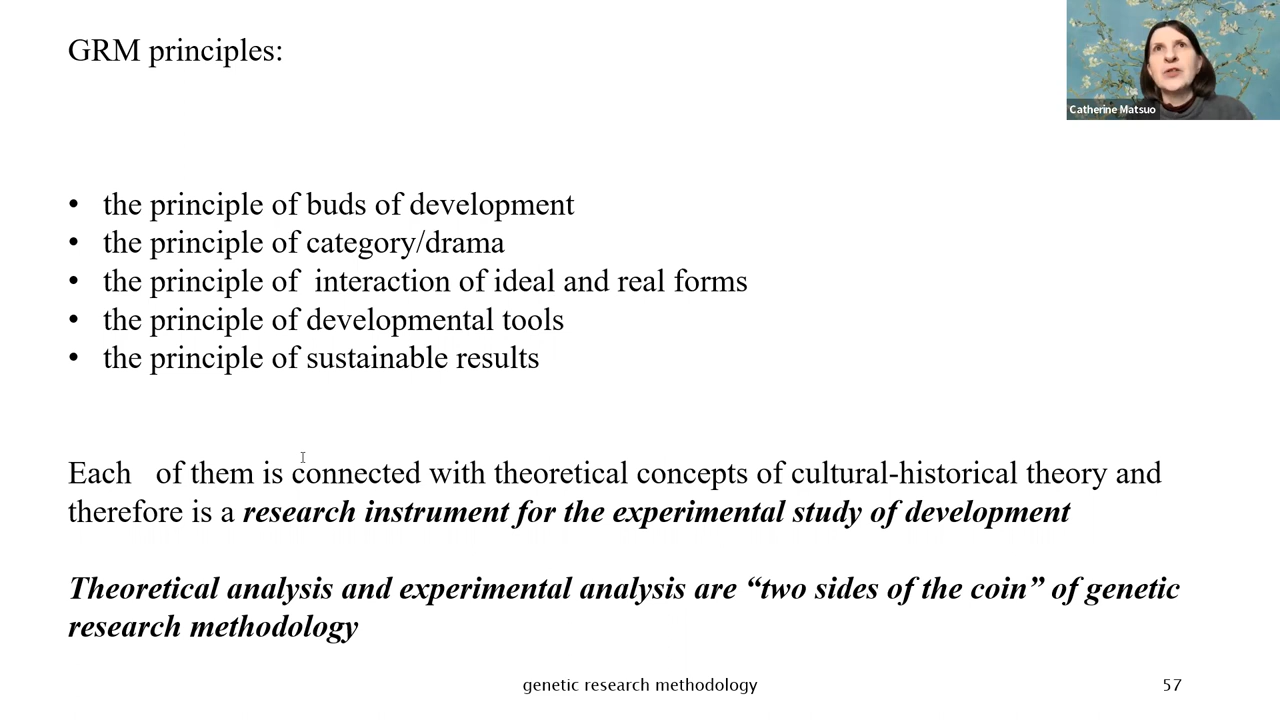 GRM principles:
Catherine Matsuo
• the principle of buds of development
• the principle of category/drama
• the principle of  interaction of ideal and real forms
• the principle of developmental tools
• the principle of sustainable results
Each   of them is connected with theoretical concepts of cultural-historical theory and
therefore is a research instrument for the experimental study of development
Theoretical analysis and experimental analysis are “two sides of the coin” of genetic
research methodology
genetic research methodology
57